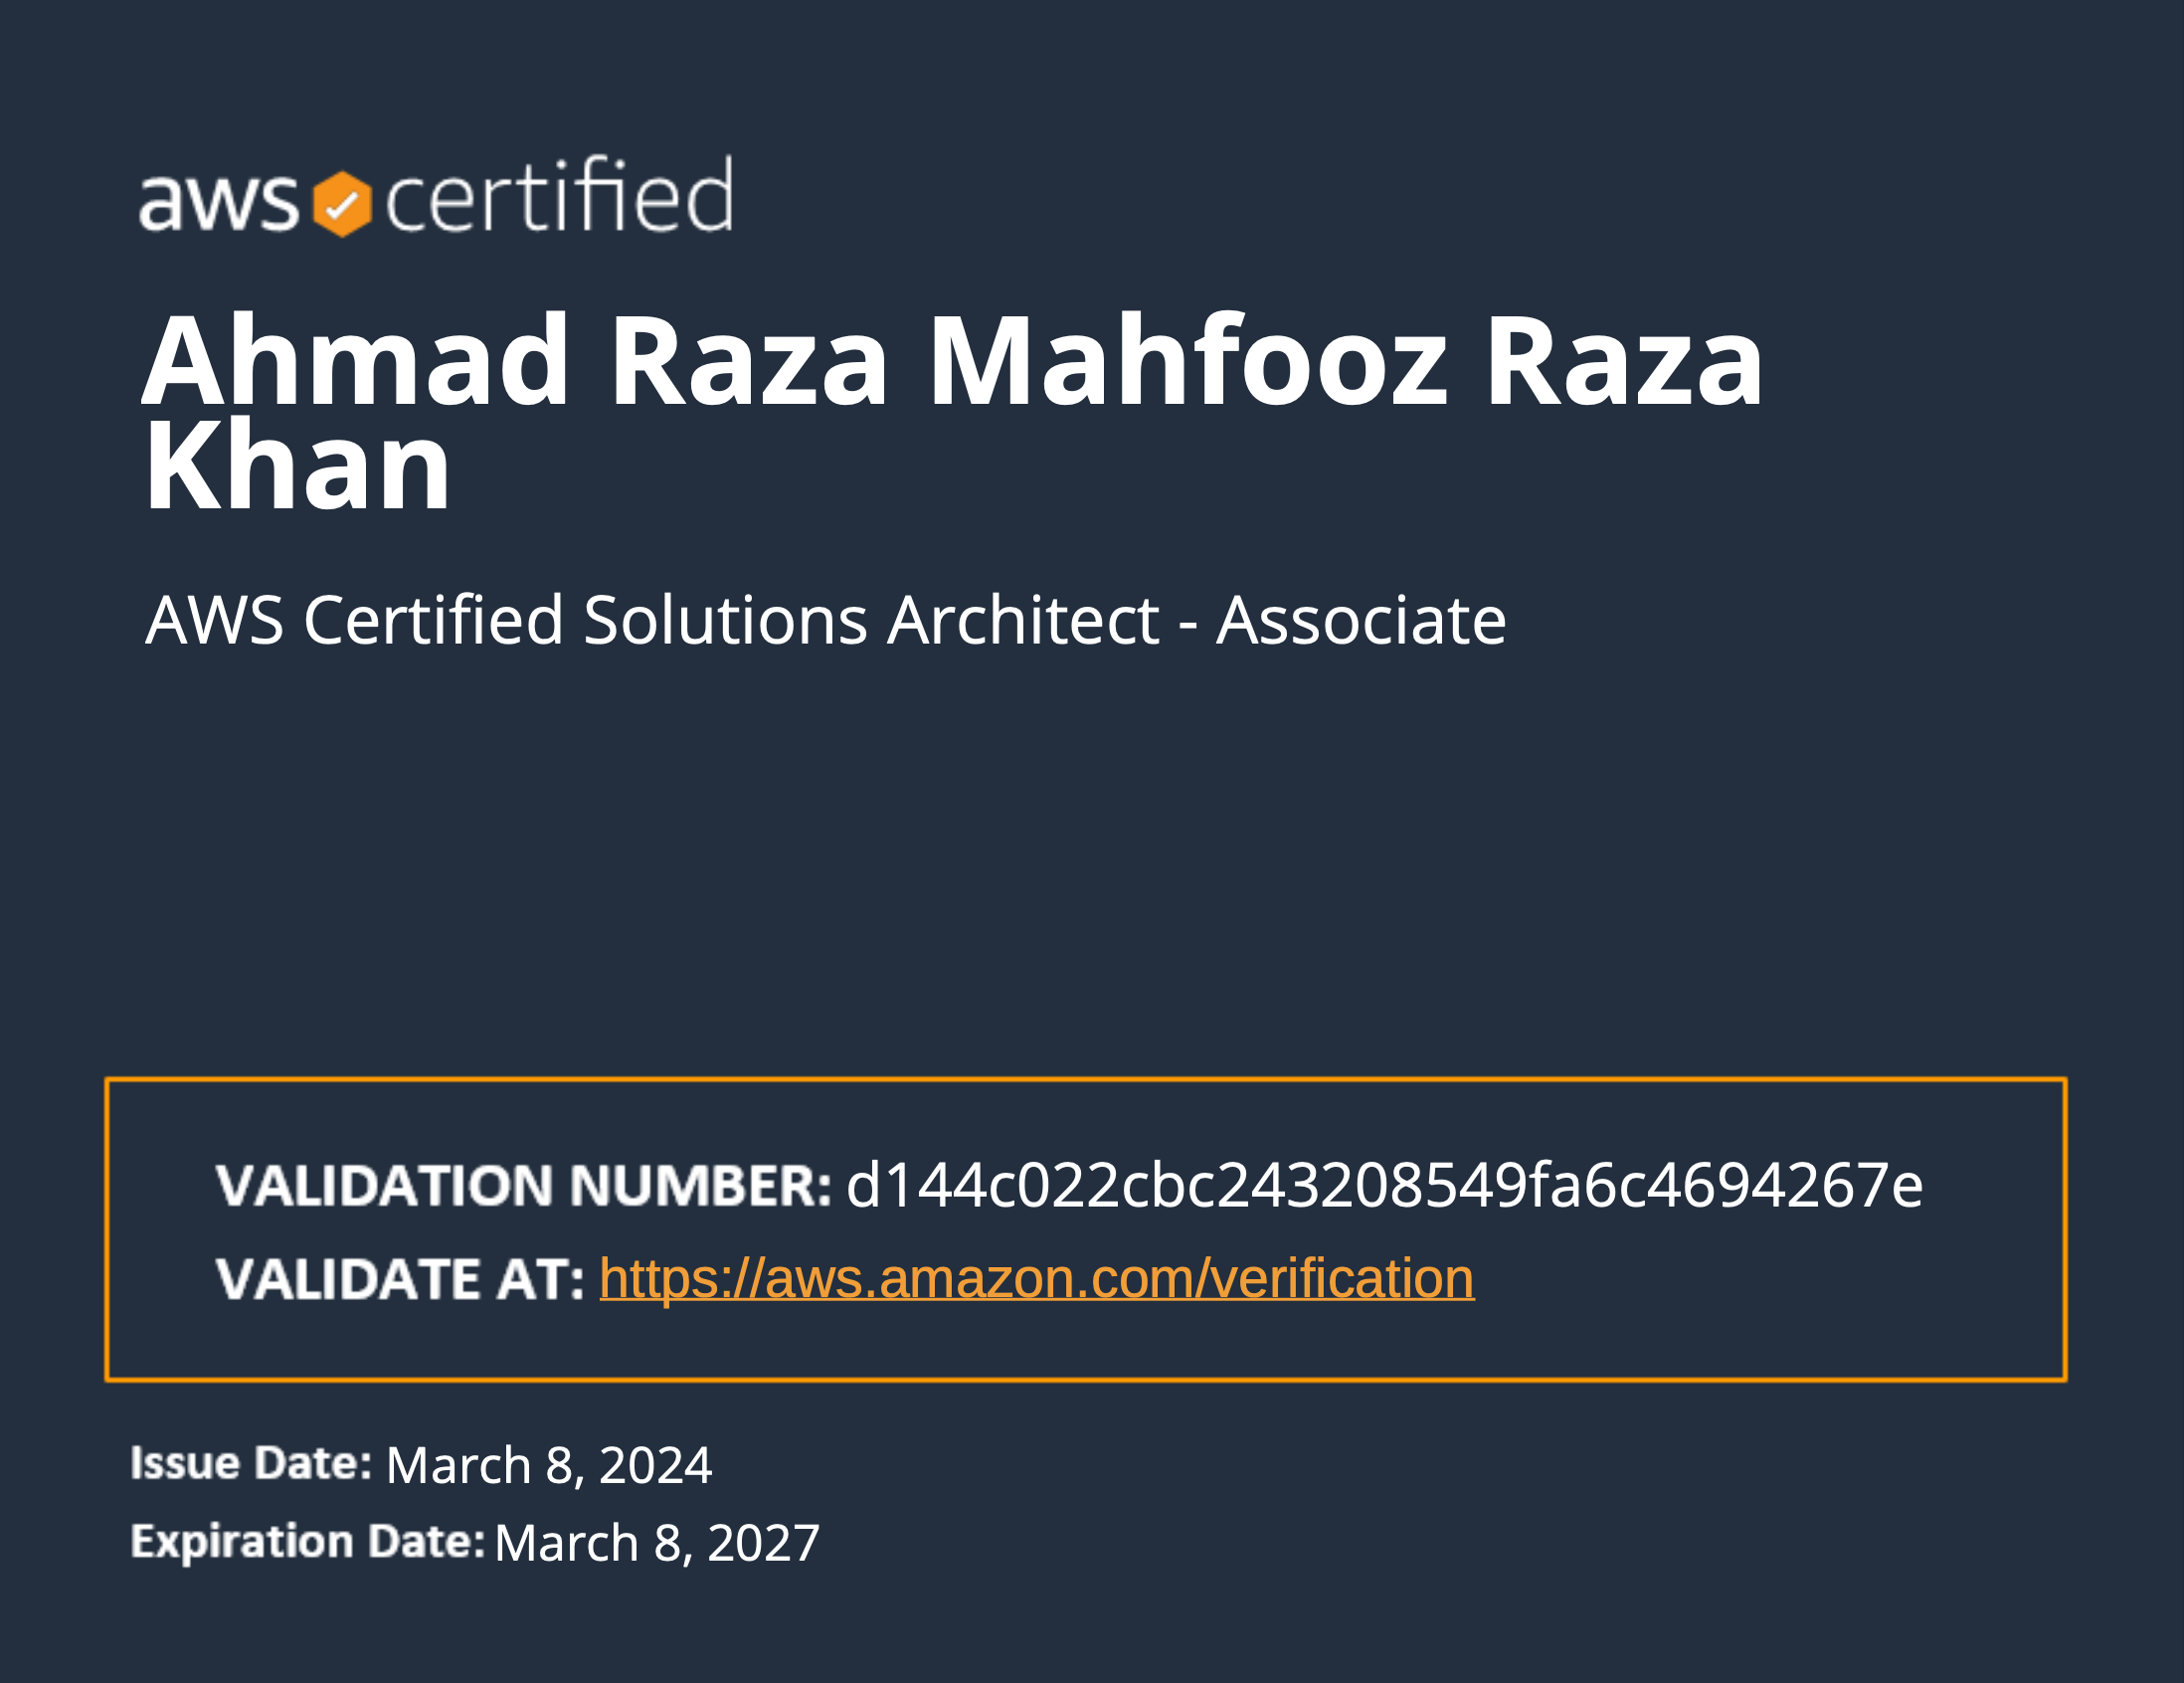 aws certified
Ahmad Raza Mahfooz Raza
Khan
AWS Certified Solutions Architect - Associate
VALIDATION NUMBER: d144c022cbc243208549fa6c4694267e
VALIDATE AT: https://aws.amazon.com/verification
Issue Date: March 8, 2024
Expiration Date: March 8, 2027